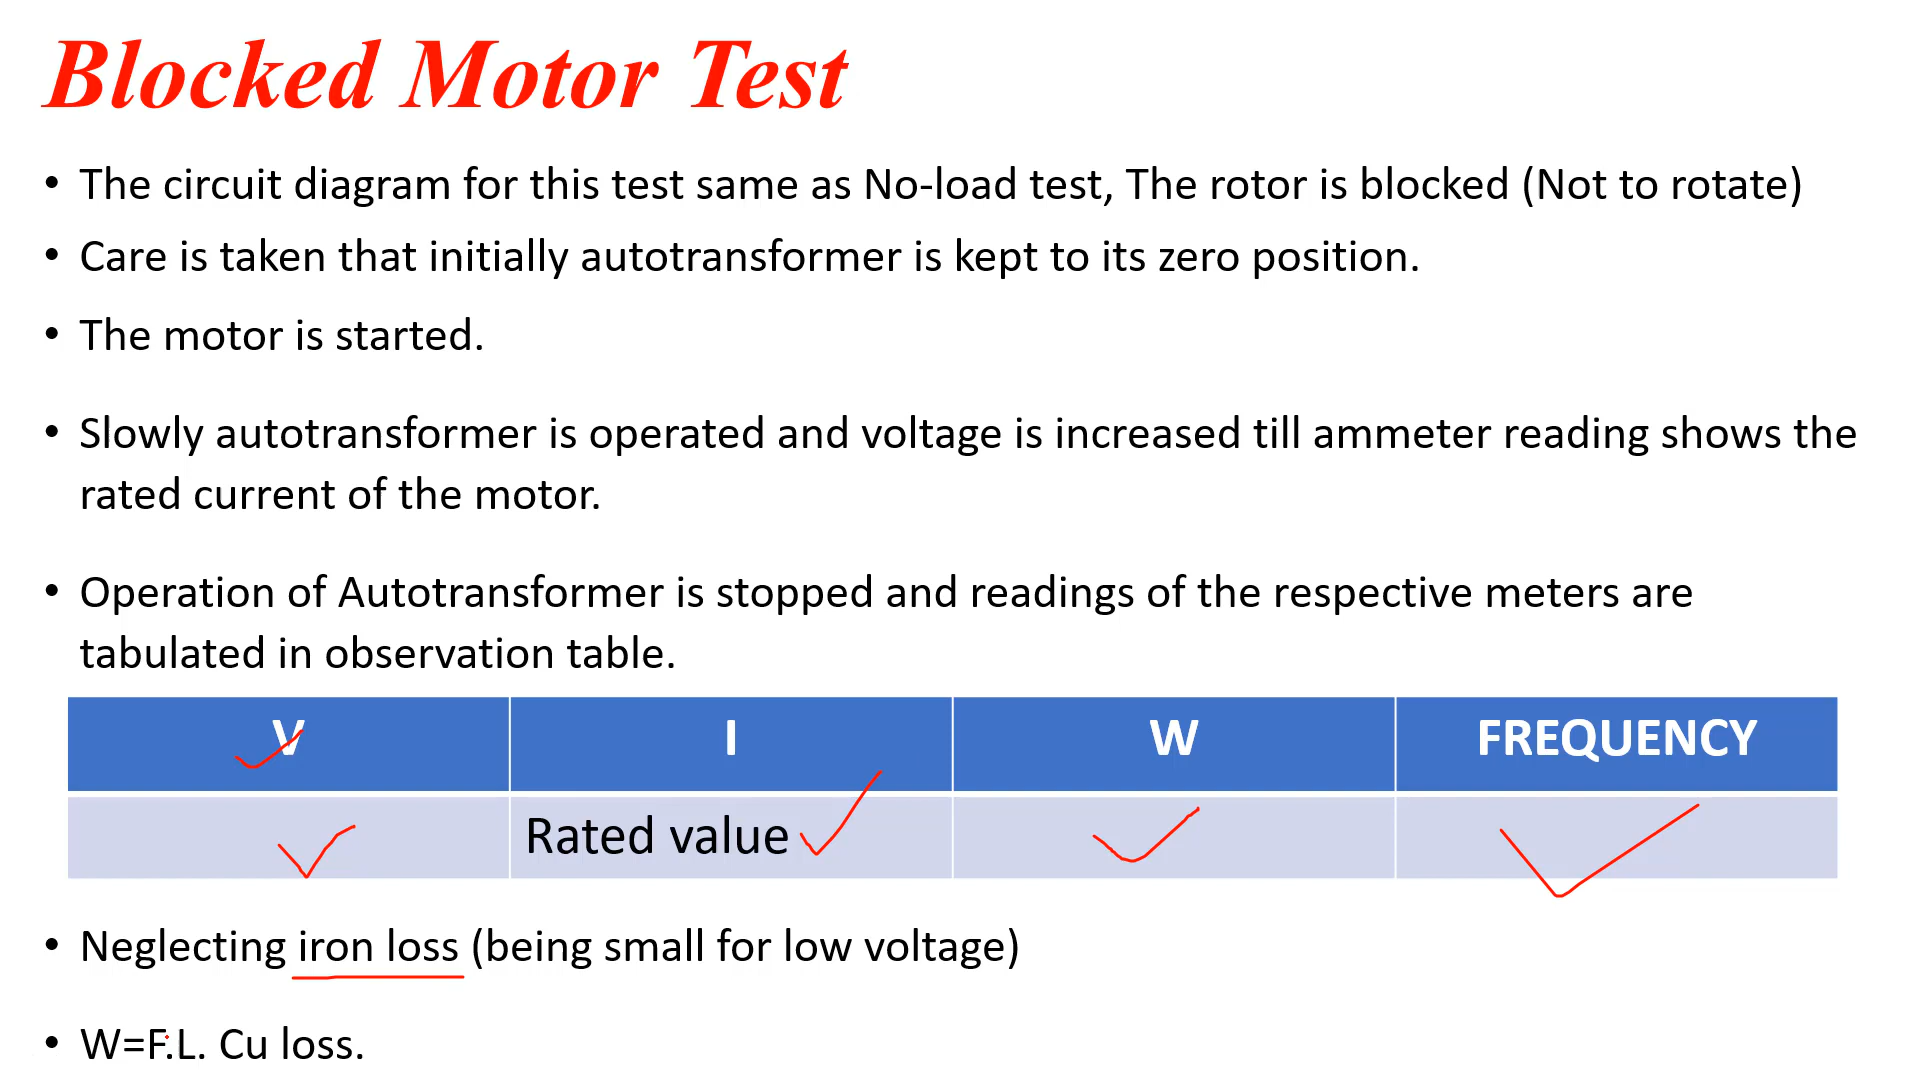 Blocked Motor Test
• The circuit diagram for this test same as No-load test, The rotor is blocked (Not to rotate)
• Care is taken that initially autotransformer is kept to its zero position.
• The motor is started.
• Slowly autotransformer is operated and voltage is increased till ammeter reading shows the
rated current of the motor.
• Operation of Autotransformer is stopped and readings of the respective meters are
tabulated in observation table.
V I W FREQUENCY
Rated value
• Neglecting iron loss (being small for low voltage)
• W=F.L. Cu loss.